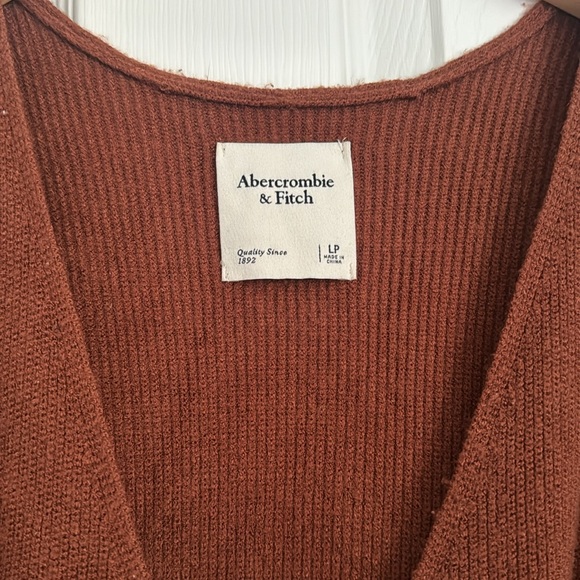 Abercrombie
& Fitch
Quality Since
1892
LP
MADE IN
CHINA